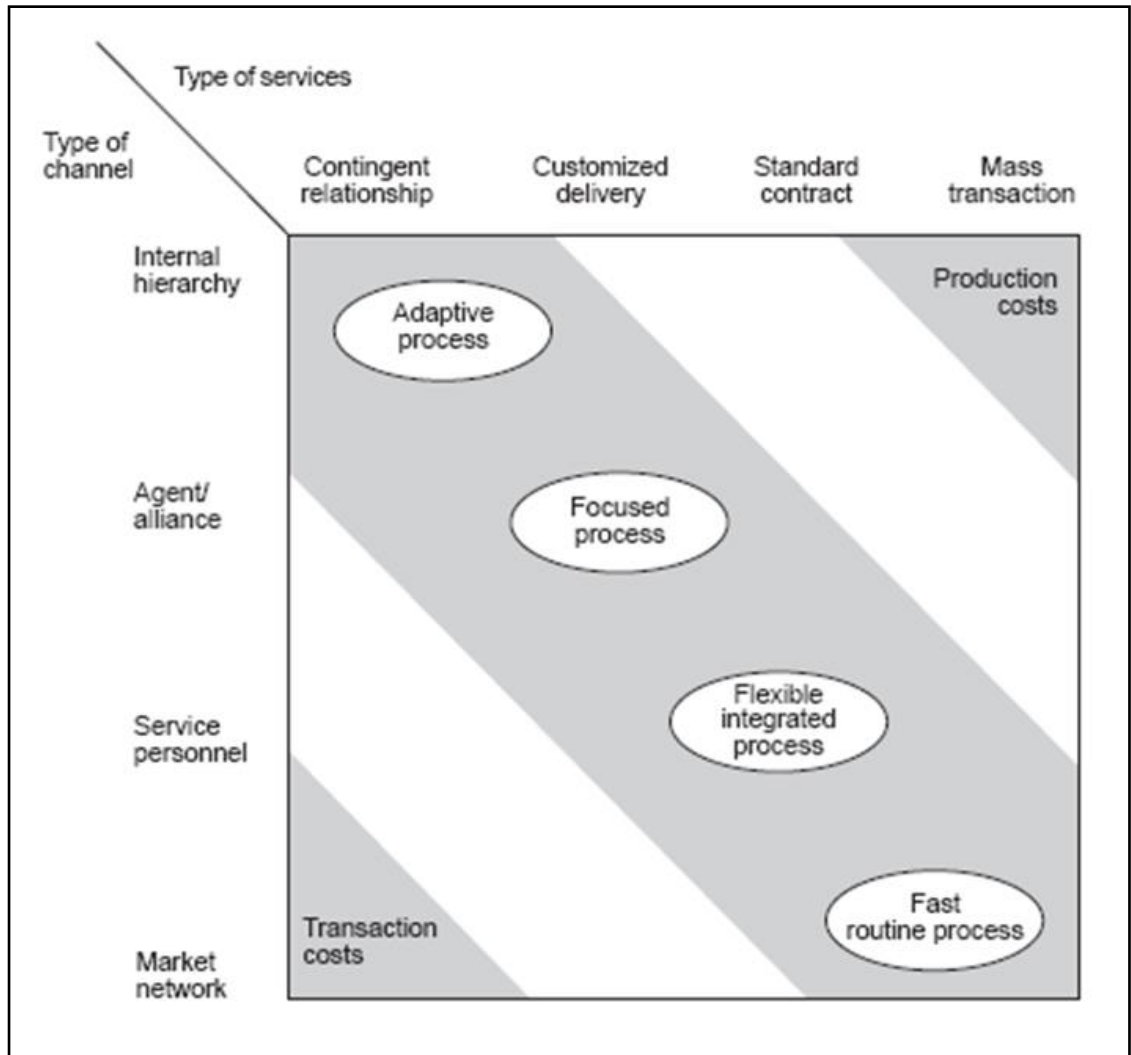 Type of services
Type of
channel
Contingent
relationship
Customized
delivery
Standard
contract
Mass
transaction
Internal
hierarchy
Adaptive
process
Production
costs
Agent/
alliance
Focused
process
Service
personnel
Flexible
integrated
process
Transaction
costs
Fast
routine process
Market
network